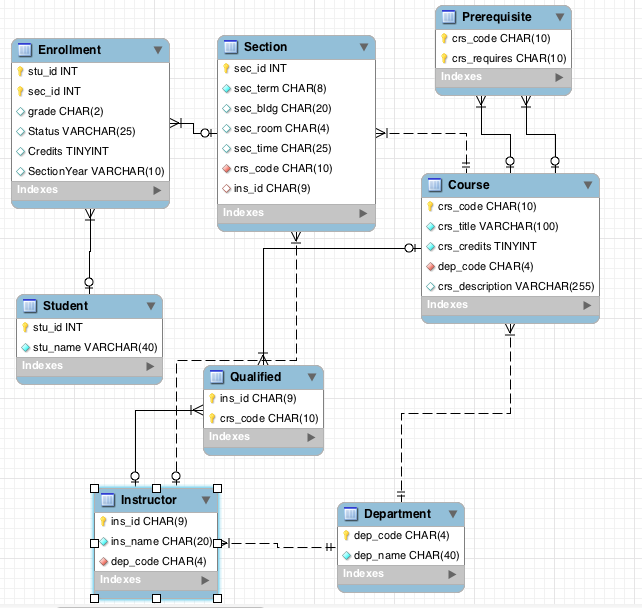 Prerequisite
crs_code CHAR(10)
crs_requires CHAR(10)
Indexes
Enrollment
stu_id INT
sec_id INT
grade CHAR(2)
Status VARCHAR(25)
Credits TINYINT
SectionYear VARCHAR(10)
Indexes
Section
sec_id INT
sec_term CHAR(8)
sec_bldg CHAR(20)
sec_room CHAR(4)
sec_time CHAR(25)
crs_code CHAR(10)
ins_id CHAR(9)
Indexes
Course
crs_code CHAR(10)
crs_title VARCHAR(100)
crs_credits TINYINT
dep_code CHAR(4)
crs_description VARCHAR(255)
Indexes
Student
stu_id INT
stu_name VARCHAR(40)
Indexes
Qualified
ins_id CHAR(9)
crs_code CHAR(10)
Indexes
Instructor
ins_id CHAR(9)
ins_name CHAR(20)
dep_code CHAR(4)
Indexes
Department
dep_code CHAR(4)
dep_name CHAR(40)
Indexes